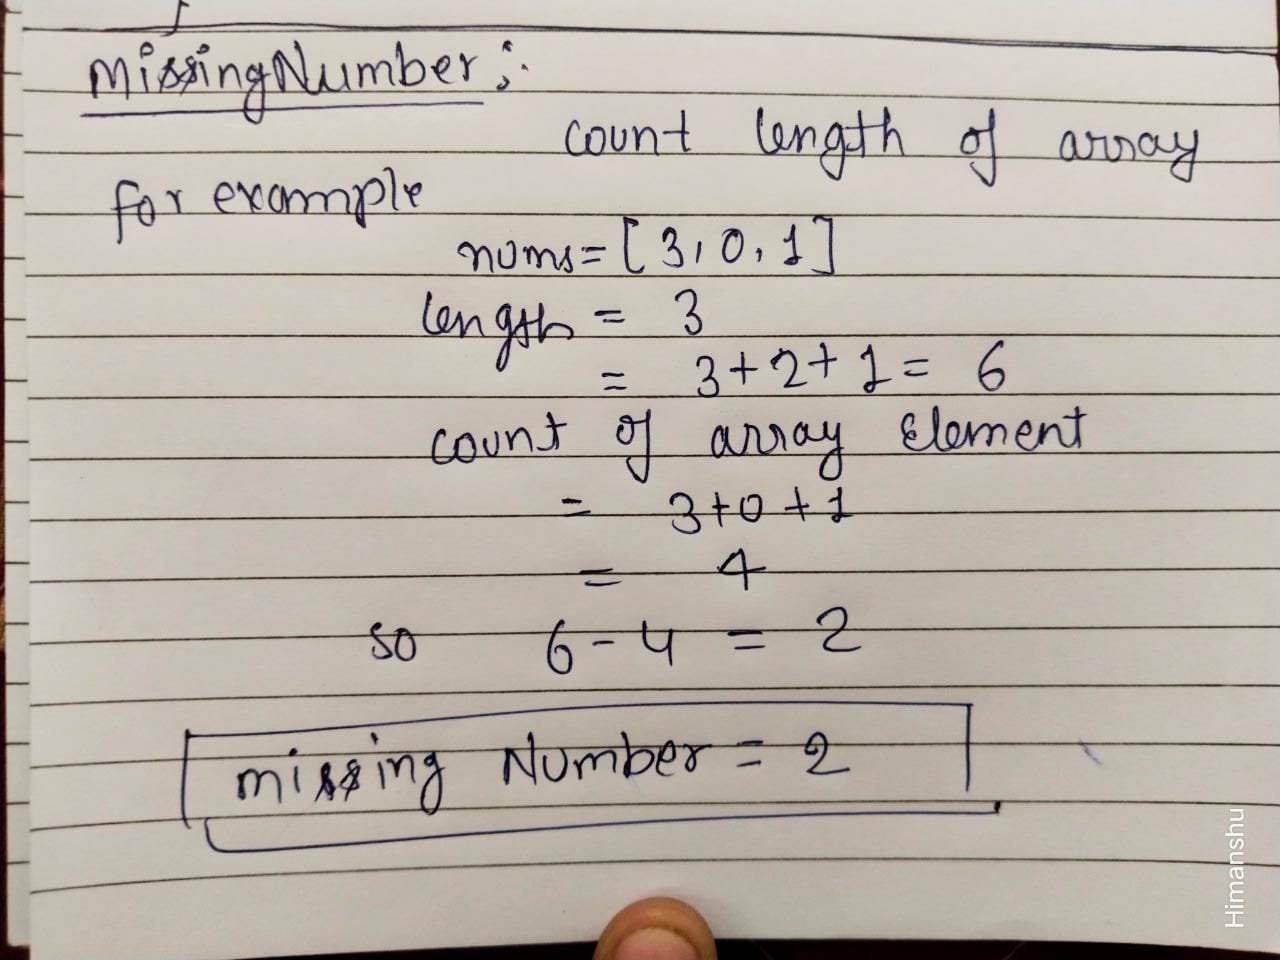 MissingNumber :
count length of array
for example
nums = [3, 0, 1]
length = 3
= 3+2+1 = 6
count of array Element
= 3+0+1
= 4
so 6-4 = 2
missing Number = 2
Himanshu